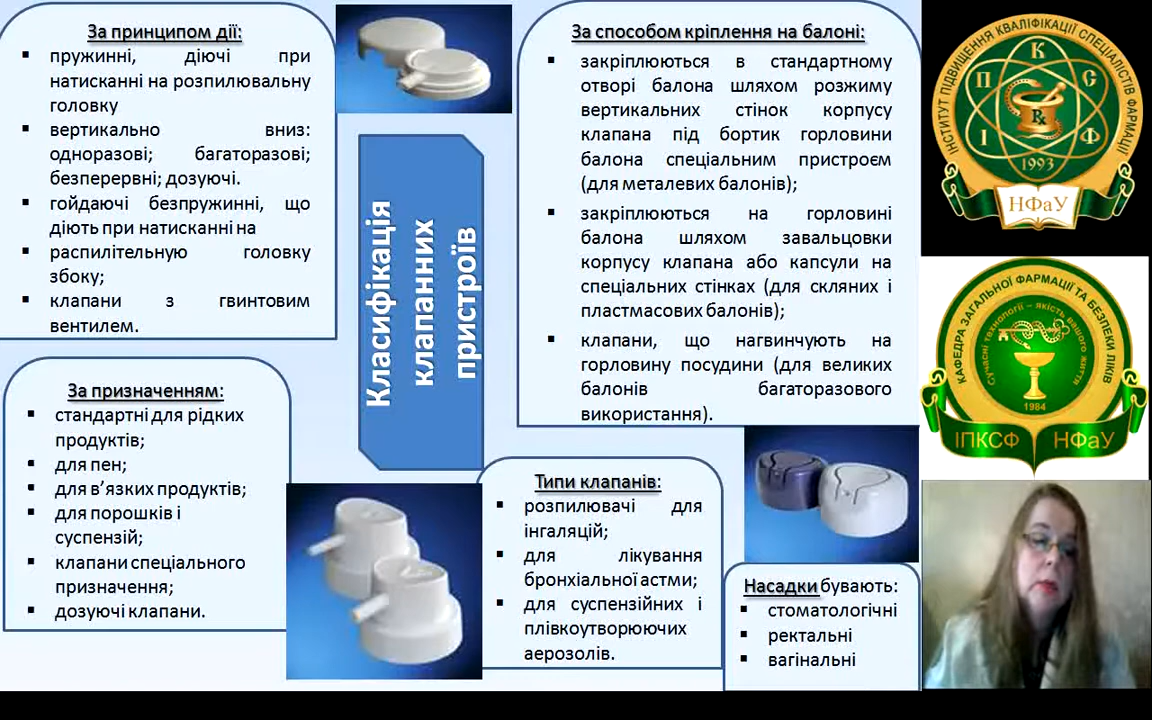 За принципом дії:
пружинні, діючі при
натисканні на розпилювальну
головку
вертикально вниз:
одноразові; багаторазові;
безперервні; дозуючі.
гойдаючі безпружинні, що
діють при натисканні на
распилітельную головку
збоку;
клапани з гвинтовим
вентилем.
За призначенням:
стандартні для рідких
продуктів;
для пен;
для в’язких продуктів;
для порошків і
суспензій;
клапани спеціального
призначення;
дозуючі клапани.
Класифікація
клапанних
пристроїв
За способом кріплення на балоні:
закріплюються в стандартному
отворі балона шляхом розжиму
вертикальних стінок корпусу
клапана під бортик горловини
балона спеціальним пристроєм
(для металевих балонів);
закріплюються на горловині
балона шляхом завальцовки
корпусу клапана або капсули на
спеціальних стінках (для скляних і
пластмасових балонів);
клапани, що нагвинчують на
горловину посудини (для великих
балонів багаторазового
використання).
Типи клапанів:
розпилювачі для
інгаляцій;
для лікування
бронхіальної астми;
для суспензійних і
плівкоутворюючих
аерозолів.
Насадки бувають:
стоматологічні
ректальні
вагінальні
ІНСТИТУТ ПІДВИЩЕННЯ КВАЛІФІКАЦІЇ СПЕЦІАЛІСТІВ ФАРМАЦІЇ
І П К С Ф
Rx
1993
НФаУ
КАФЕДРА ЗАГАЛЬНОЇ ФАРМАЦІЇ ТА БЕЗПЕКИ ЛІКІВ
Сучасні технології – якість вашого життя
1984
ІПКСФ НФаУ